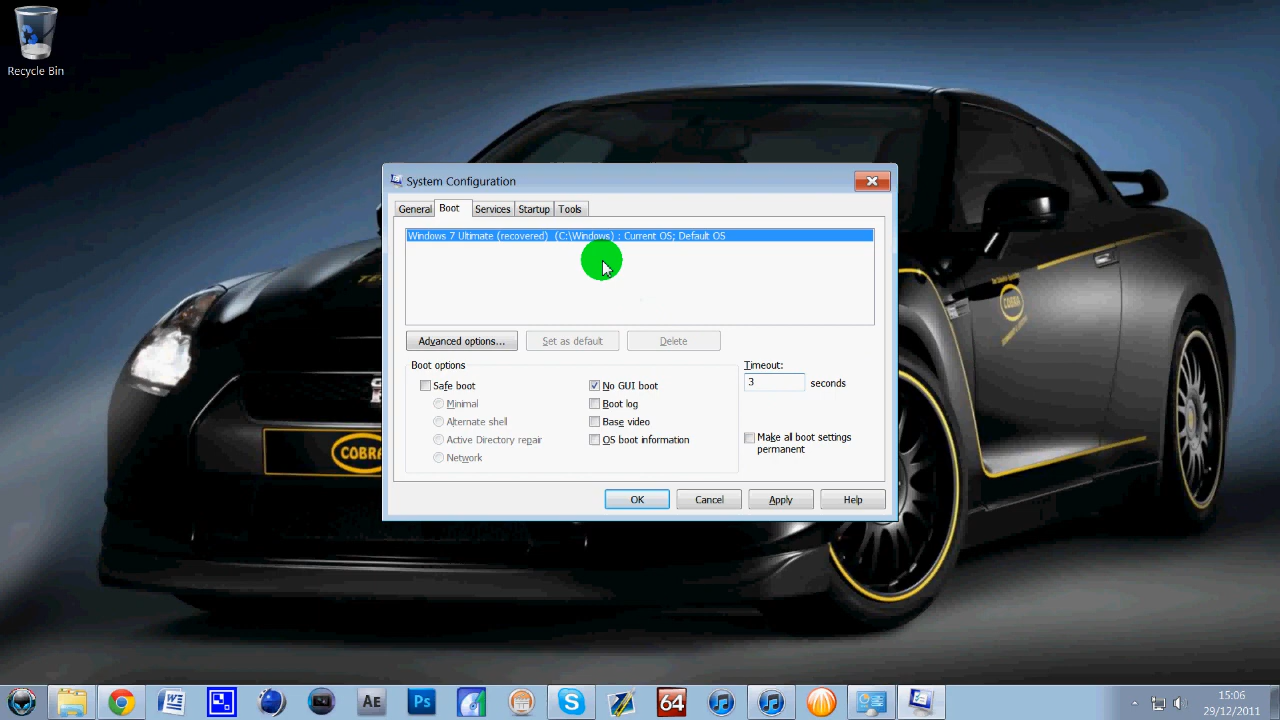 Recycle Bin
System Configuration
General Boot Services Startup Tools
Windows 7 Ultimate (recovered) (C:\Windows) : Current OS; Default OS
Advanced options... Set as default Delete
Boot options
Timeout:
Safe boot No GUI boot 3 seconds
Minimal Boot log
Alternate shell Base video
Active Directory repair OS boot information Make all boot settings
permanent
Network
OK Cancel Apply Help
COBRA
COBRA
AE Ps 64
15:06
29/12/2011